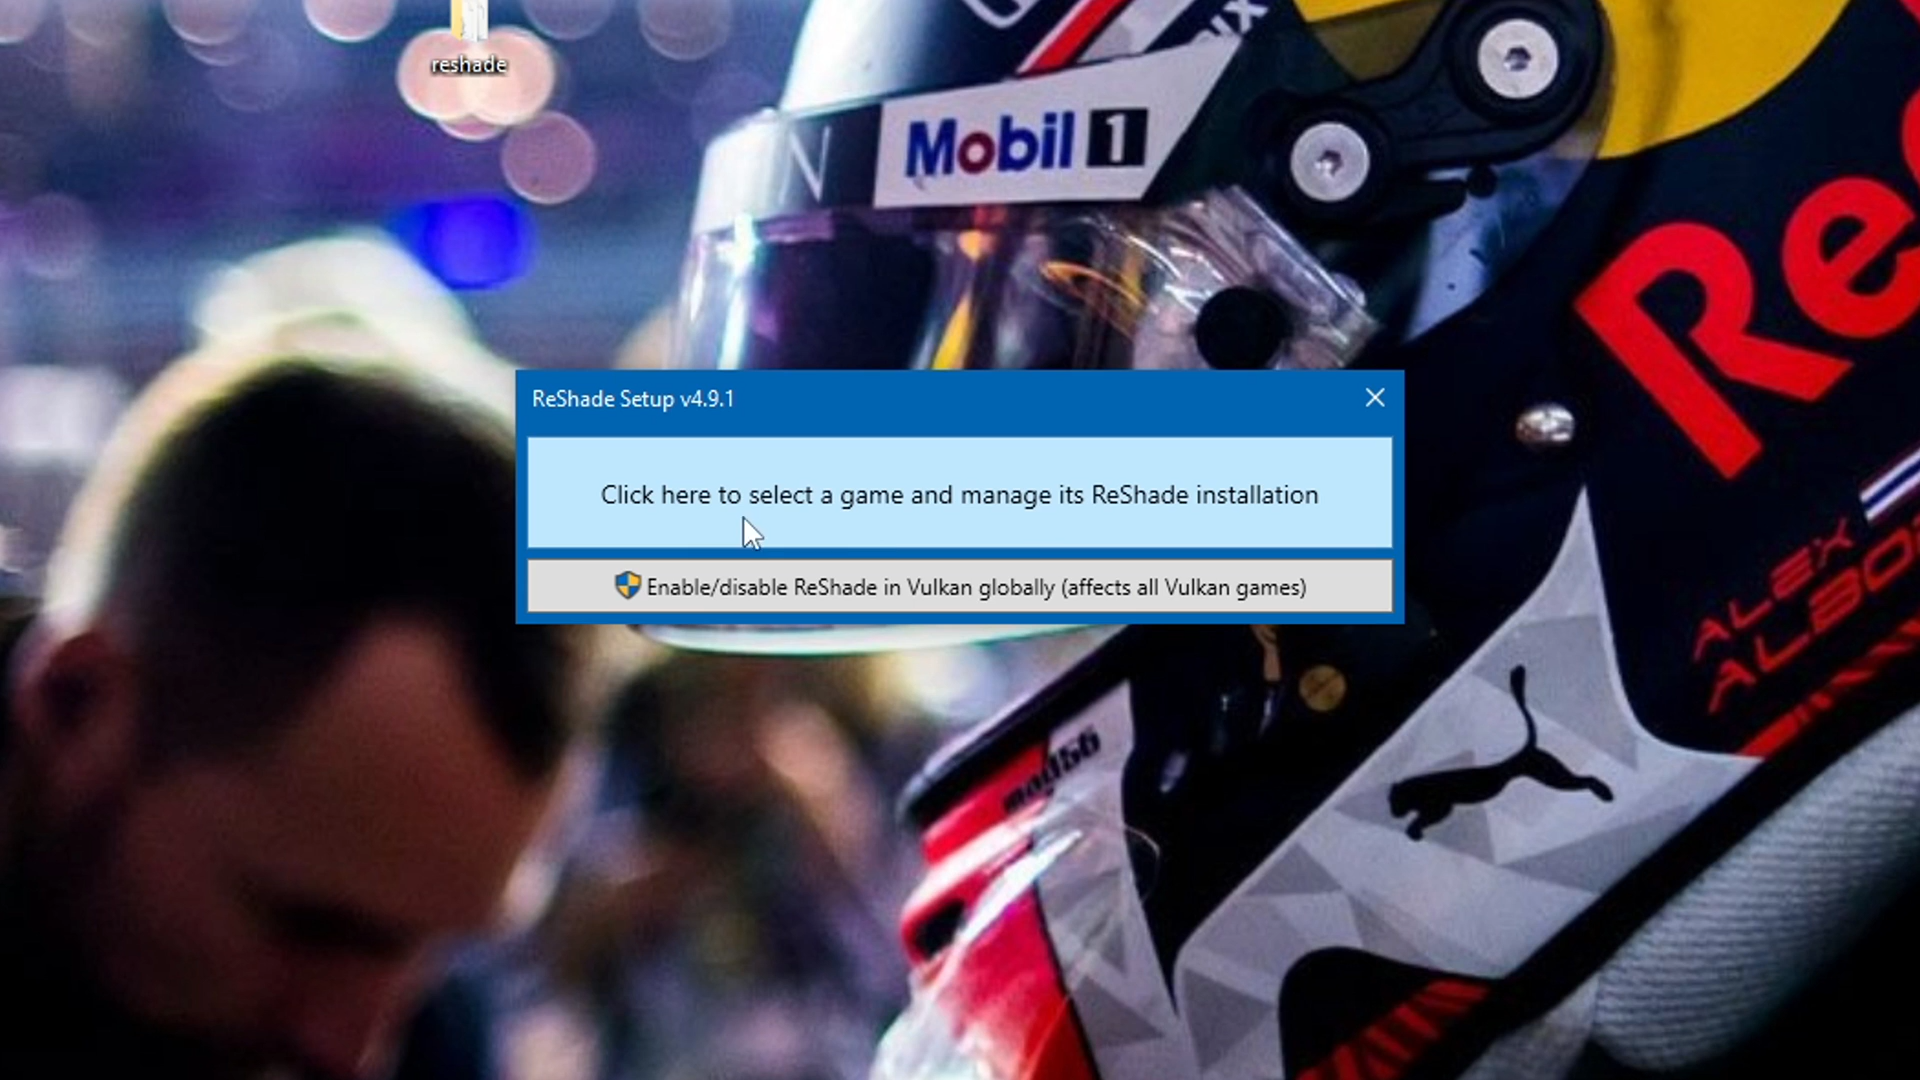 reshade
Mobil 1
Re
ReShade Setup v4.9.1
Click here to select a game and manage its ReShade installation
Enable/disable ReShade in Vulkan globally (affects all Vulkan games)
ALEX
ALBO
mad56